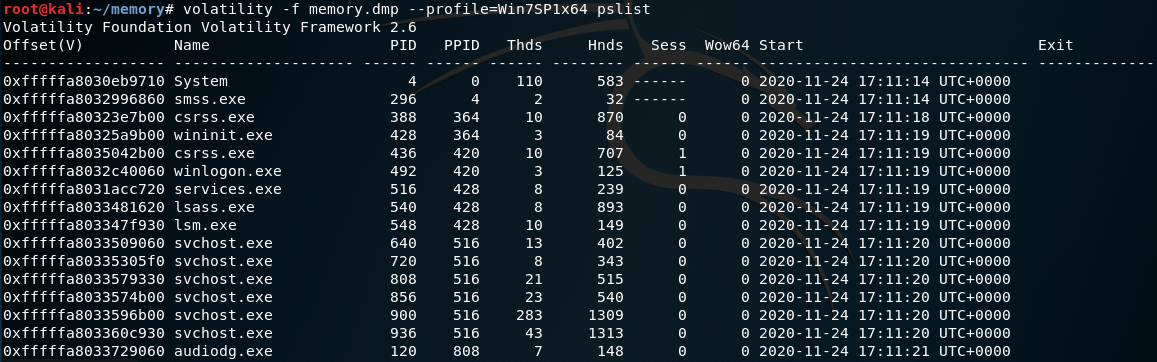 root@kali:~/memory# volatility -f memory.dmp --profile=Win7SP1x64 pslist
Volatility Foundation Volatility Framework 2.6
Offset(V)          Name                    PID   PPID   Thds     Hnds   Sess  Wow64 Start                          Exit
------------------ -------------------- ------ ------ ------ -------- ------ ------ ------------------------------ -------------
0xfffffa8030eb9710 System                    4      0    110      583 ------      0 2020-11-24 17:11:14 UTC+0000
0xfffffa8032996860 smss.exe                296      4      2       32 ------      0 2020-11-24 17:11:14 UTC+0000
0xfffffa80323e7b00 csrss.exe               388    364     10      870      0      0 2020-11-24 17:11:18 UTC+0000
0xfffffa80325a9b00 wininit.exe             428    364      3       84      0      0 2020-11-24 17:11:19 UTC+0000
0xfffffa8035042b00 csrss.exe               436    420     10      707      1      0 2020-11-24 17:11:19 UTC+0000
0xfffffa8032c40060 winlogon.exe            492    420      3      125      1      0 2020-11-24 17:11:19 UTC+0000
0xfffffa8031acc720 services.exe            516    428      8      239      0      0 2020-11-24 17:11:19 UTC+0000
0xfffffa8033481620 lsass.exe               540    428      8      893      0      0 2020-11-24 17:11:19 UTC+0000
0xfffffa803347f930 lsm.exe                 548    428     10      149      0      0 2020-11-24 17:11:19 UTC+0000
0xfffffa8033509060 svchost.exe             640    516     13      402      0      0 2020-11-24 17:11:20 UTC+0000
0xfffffa80335305f0 svchost.exe             720    516      8      343      0      0 2020-11-24 17:11:20 UTC+0000
0xfffffa8033579330 svchost.exe             808    516     21      515      0      0 2020-11-24 17:11:20 UTC+0000
0xfffffa8033574b00 svchost.exe             856    516     23      540      0      0 2020-11-24 17:11:20 UTC+0000
0xfffffa8033596b00 svchost.exe             900    516    283     1309      0      0 2020-11-24 17:11:20 UTC+0000
0xfffffa803360c930 svchost.exe             936    516     43     1313      0      0 2020-11-24 17:11:20 UTC+0000
0xfffffa8033729060 audiodg.exe             120    808      7      148      0      0 2020-11-24 17:11:21 UTC+0000